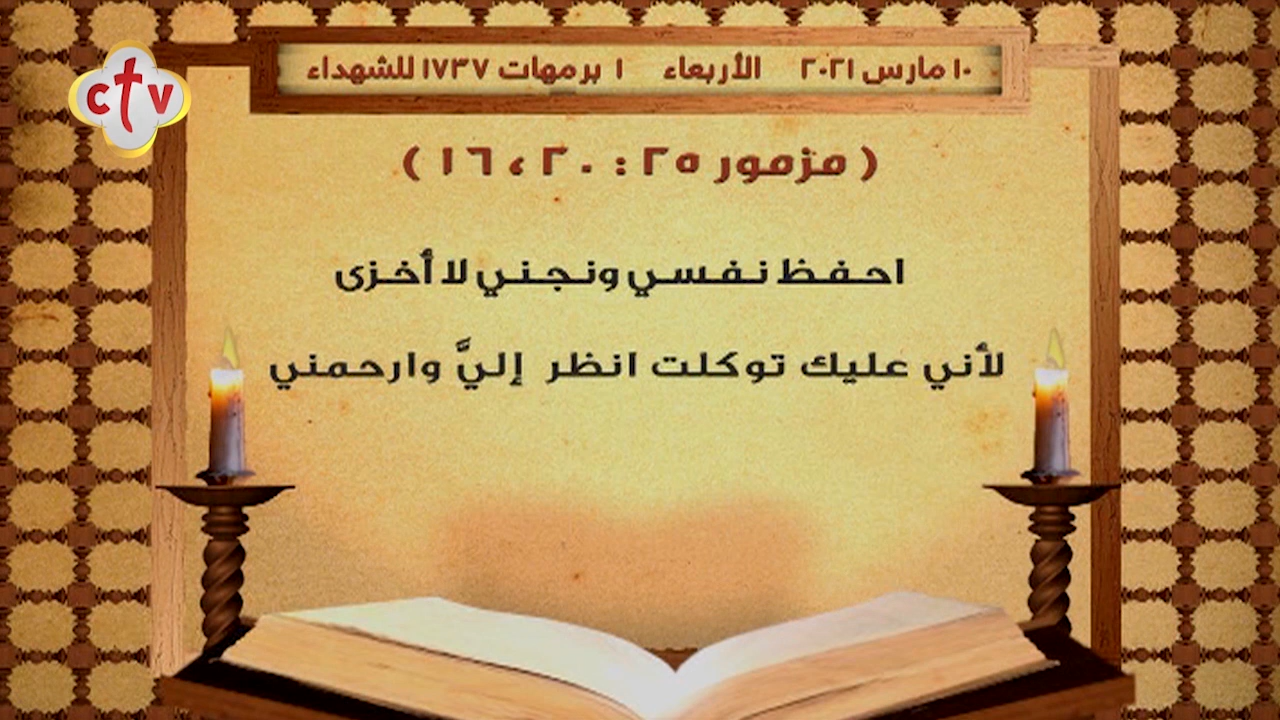 ctv
١٠ مارس ٢٠٢١ الأربعاء ١ برمهات ١٧٣٧ للشهداء
( مزمور ٢٥ : ٢٠ ، ١٦ )
احفظ نفسي ونجني لا أخزى
لأني عليك توكلت انظر إليَّ وارحمني